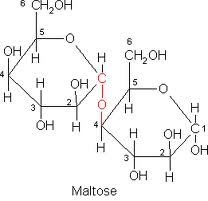 6 CH2OH
5 O
OH H 6
CH2OH
4 H C
OH 5 O
H H
H 3 2 O H H
OH H 4 C 1
OH
H OH
3 H 2
OH H
Maltose